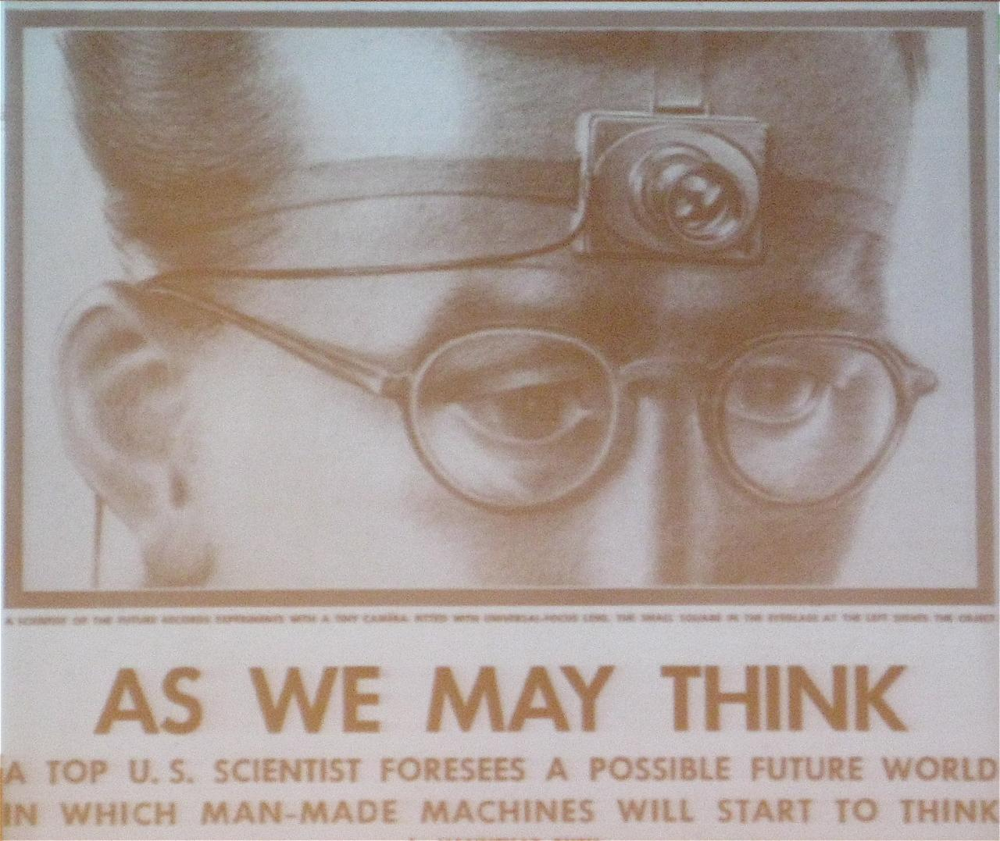 A SCIENTIST OF THE FUTURE RECORDS EXPERIMENTS WITH A TINY CAMERA FITTED WITH UNIVERSAL-FOCUS LENS. THE SMALL SQUARE IN THE EYEGLASS AT THE LEFT SIGHTS THE OBJECT
AS WE MAY THINK
A TOP U. S. SCIENTIST FORESEES A POSSIBLE FUTURE WORLD
IN WHICH MAN-MADE MACHINES WILL START TO THINK